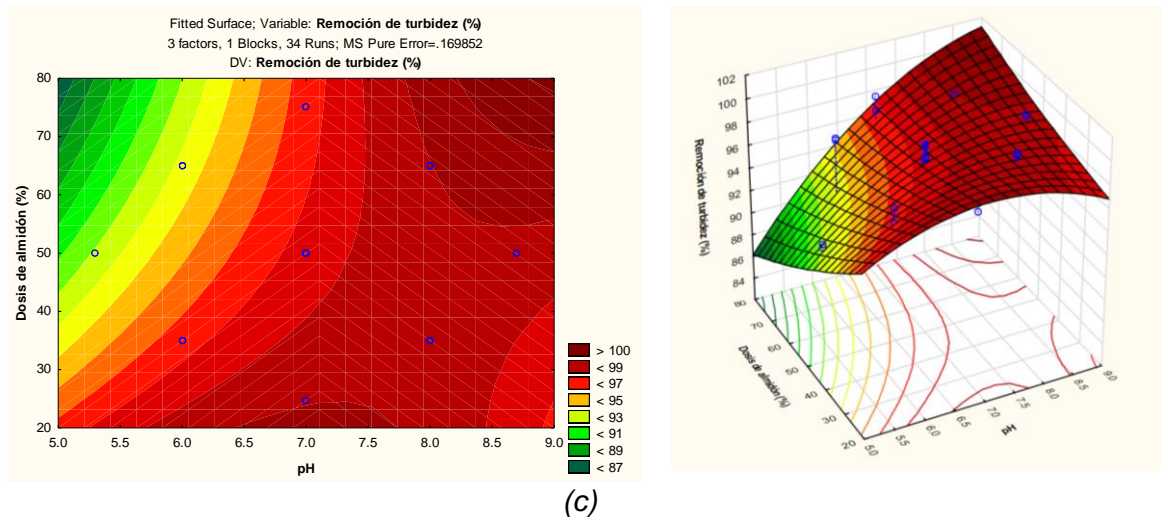 Fitted Surface; Variable: Remoción de turbidez (%)
3 factors, 1 Blocks, 34 Runs; MS Pure Error=.169852
DV: Remoción de turbidez (%)
Dosis de almidón (%)
80
70
60
50
40
30
20
5.0 5.5 6.0 6.5 7.0 7.5 8.0 8.5 9.0
pH
> 100
< 99
< 97
< 95
< 93
< 91
< 89
< 87
Remoción de turbidez (%)
102
100
98
96
94
92
90
88
86
84
80
70
60
50
40
30
20
Dosis de almidón (%)
5.0 5.5 6.0 6.5 7.0 7.5 8.0 8.5 9.0
pH
(c)